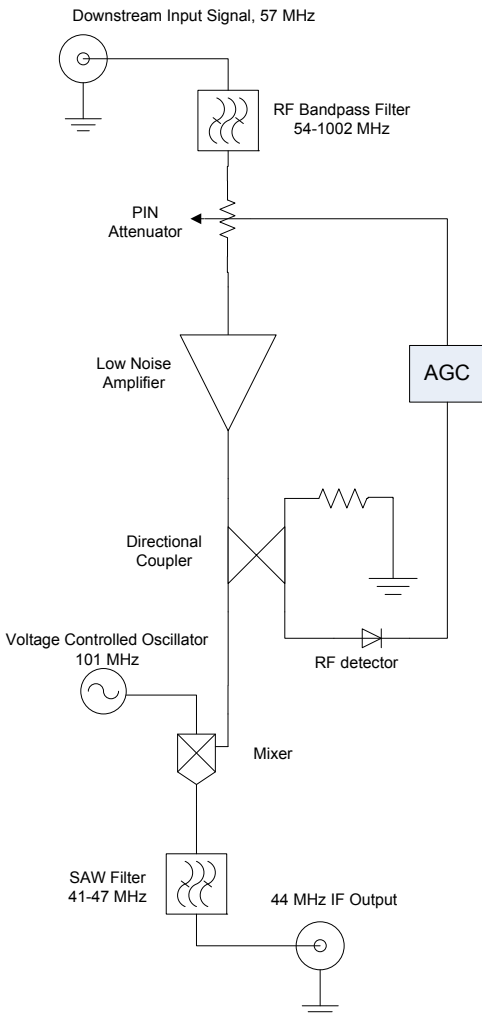 Downstream Input Signal, 57 MHz
RF Bandpass Filter
54-1002 MHz
PIN
Attenuator
Low Noise
Amplifier
AGC
Directional
Coupler
Voltage Controlled Oscillator
101 MHz
RF detector
Mixer
SAW Filter
41-47 MHz
44 MHz IF Output